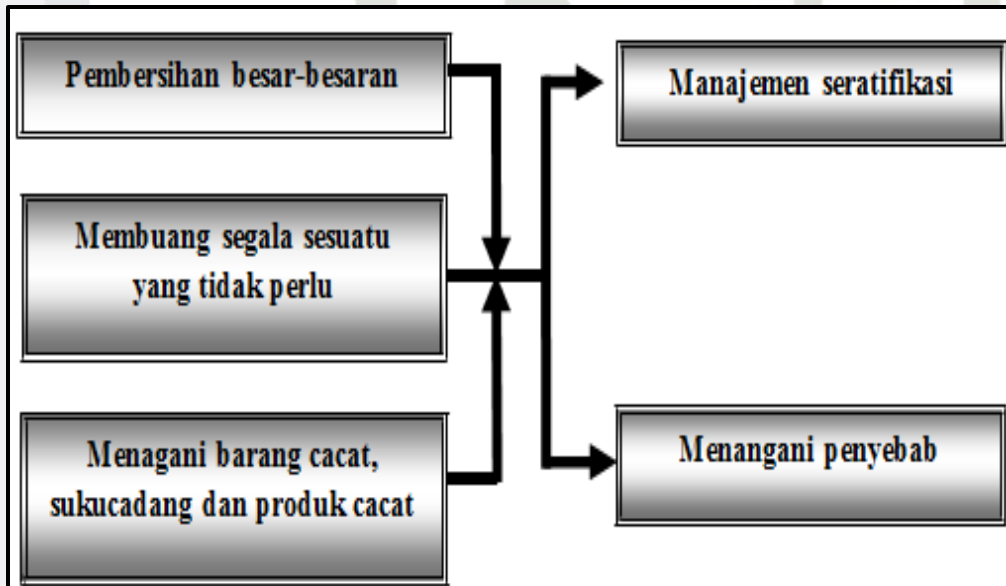 Pembersihan besar-besaran
Membuang segala sesuatu
yang tidak perlu
Menagani barang cacat,
sukucadang dan produk cacat
Manajemen seratifikasi
Menangani penyebab